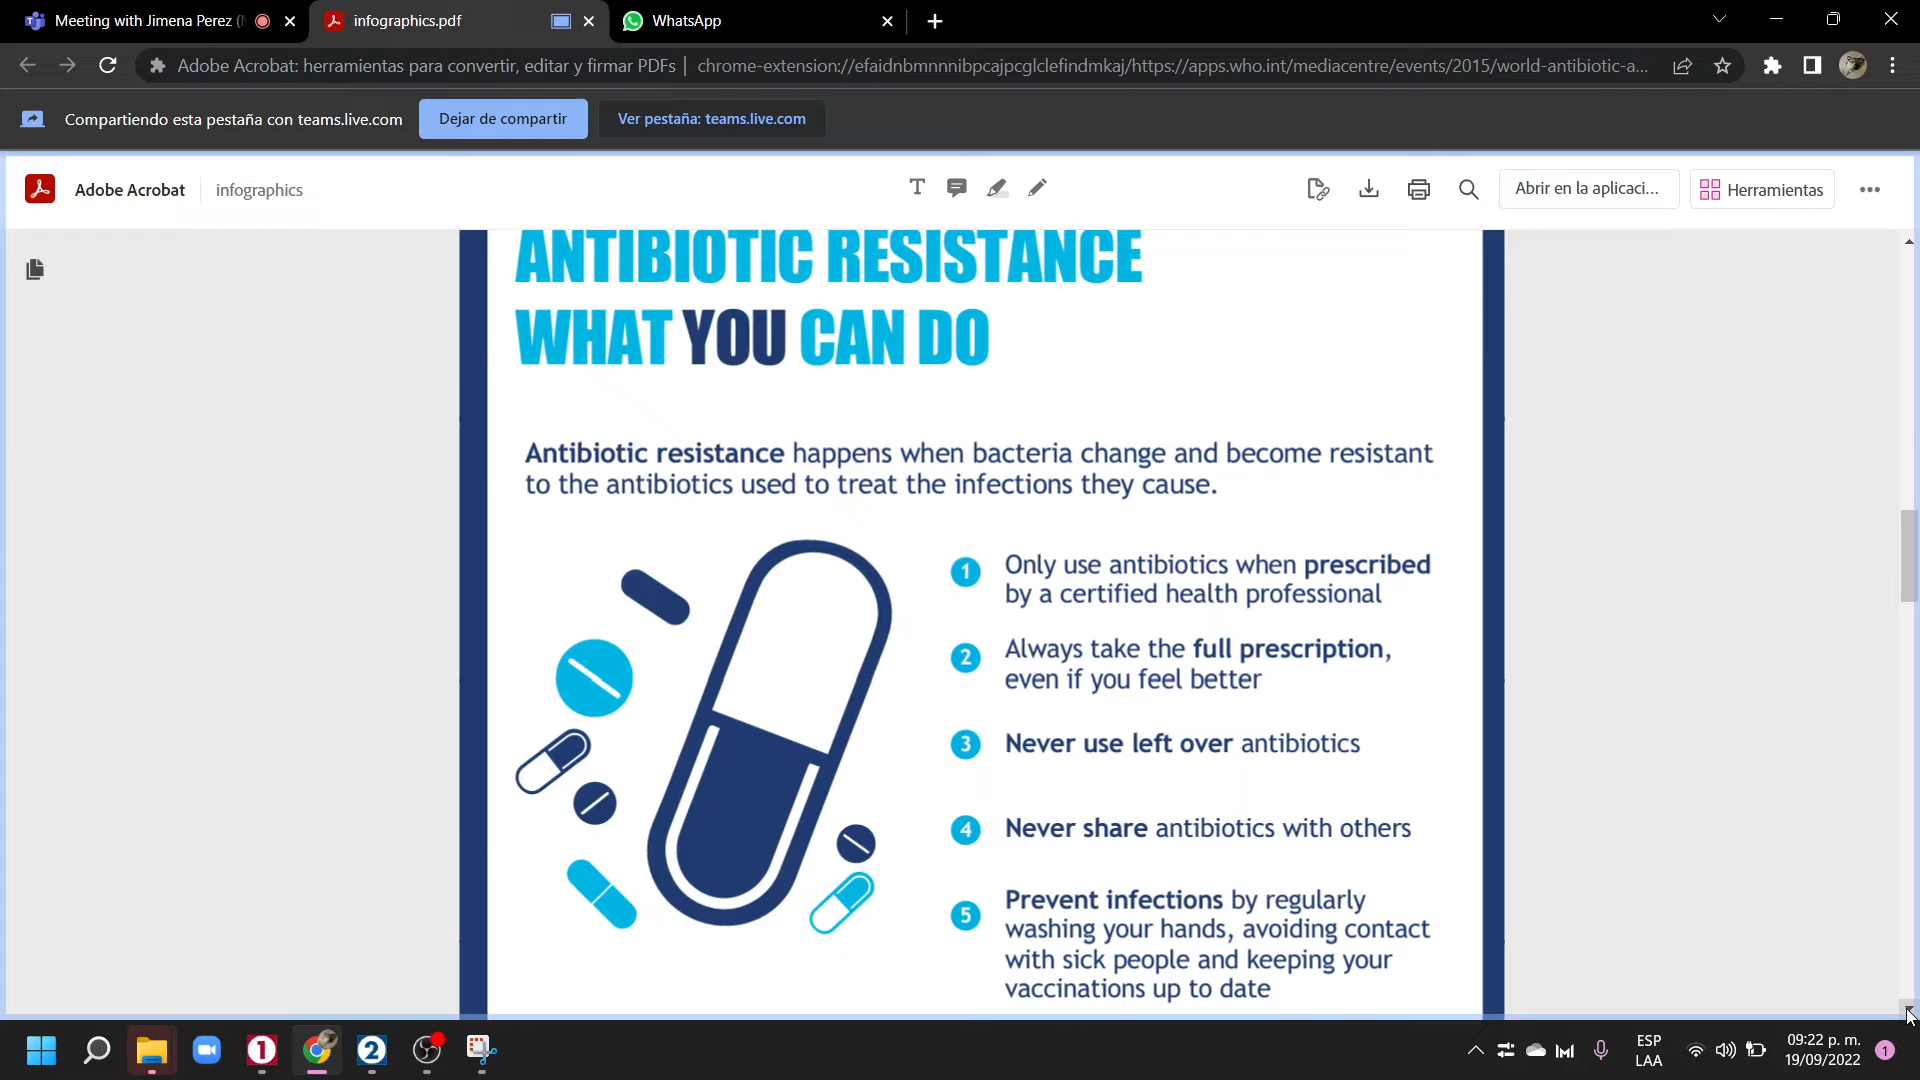 Meeting with Jimena Perez (
infographics.pdf
WhatsApp
Adobe Acrobat: herramientas para convertir, editar y firmar PDFs | chrome-extension://efaidnbmnnnibpcajpcglclefindmkaj/https://apps.who.int/mediacentre/events/2015/world-antibiotic-a...
Compartiendo esta pestaña con teams.live.com
Dejar de compartir
Ver pestaña: teams.live.com
Adobe Acrobat
infographics
Abrir en la aplicaci...
Herramientas
ANTIBIOTIC RESISTANCE
WHAT YOU CAN DO
Antibiotic resistance happens when bacteria change and become resistant
to the antibiotics used to treat the infections they cause.
1 Only use antibiotics when prescribed
by a certified health professional
2 Always take the full prescription,
even if you feel better
3 Never use left over antibiotics
4 Never share antibiotics with others
5 Prevent infections by regularly
washing your hands, avoiding contact
with sick people and keeping your
vaccinations up to date
1
2
ESP
LAA
09:22 p. m.
19/09/2022
1